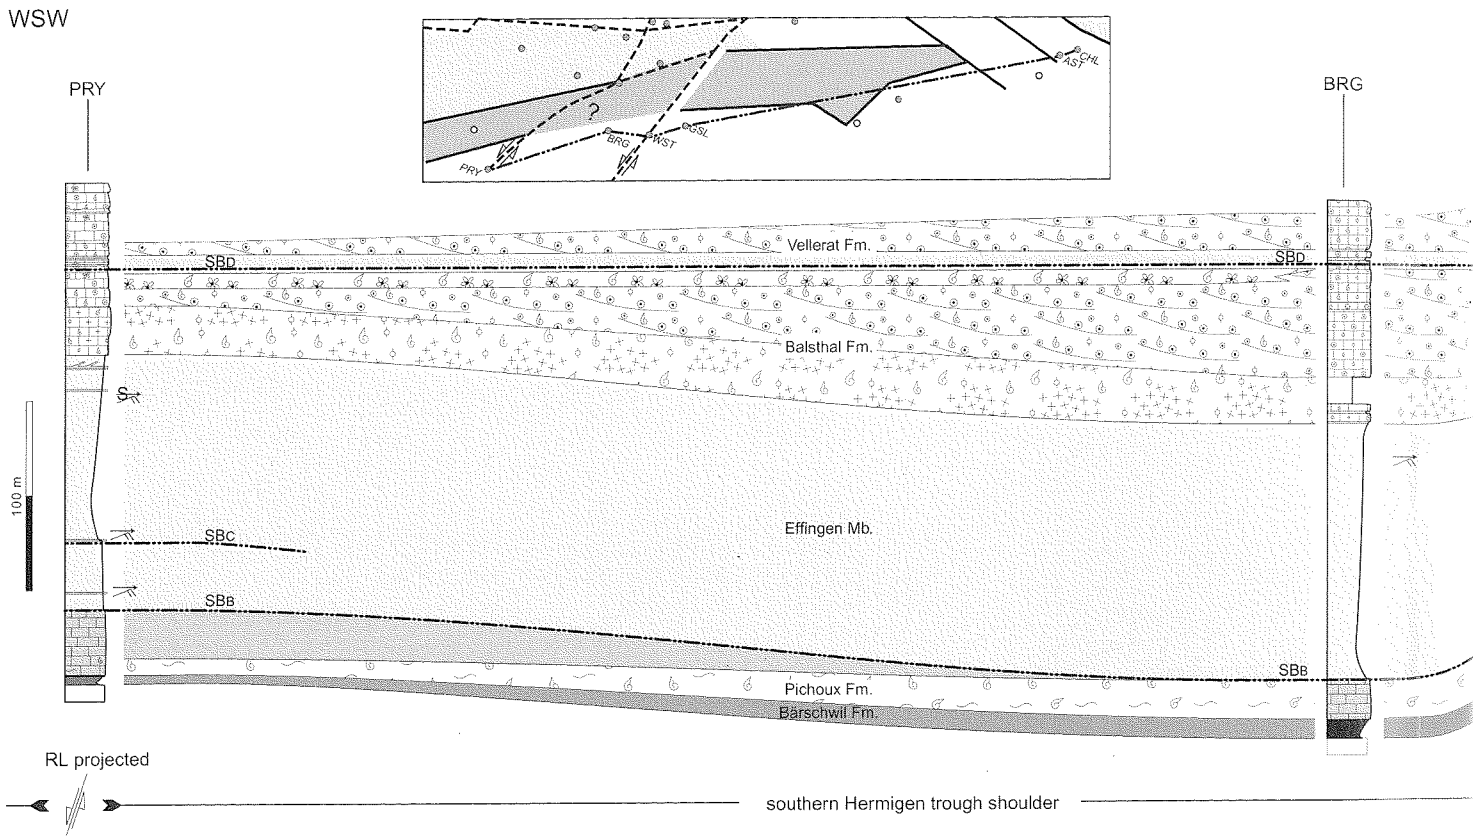 WSW
PRY
BRG
CHL
AST
?
GSL
WST
BRG
PRY
Vellerat Fm.
SBD
SBD
Balsthal Fm.
S
100 m
Effingen Mb.
SBC
SBB
SBB
Pichoux Fm.
Bärschwil Fm.
RL projected
southern Hermigen trough shoulder